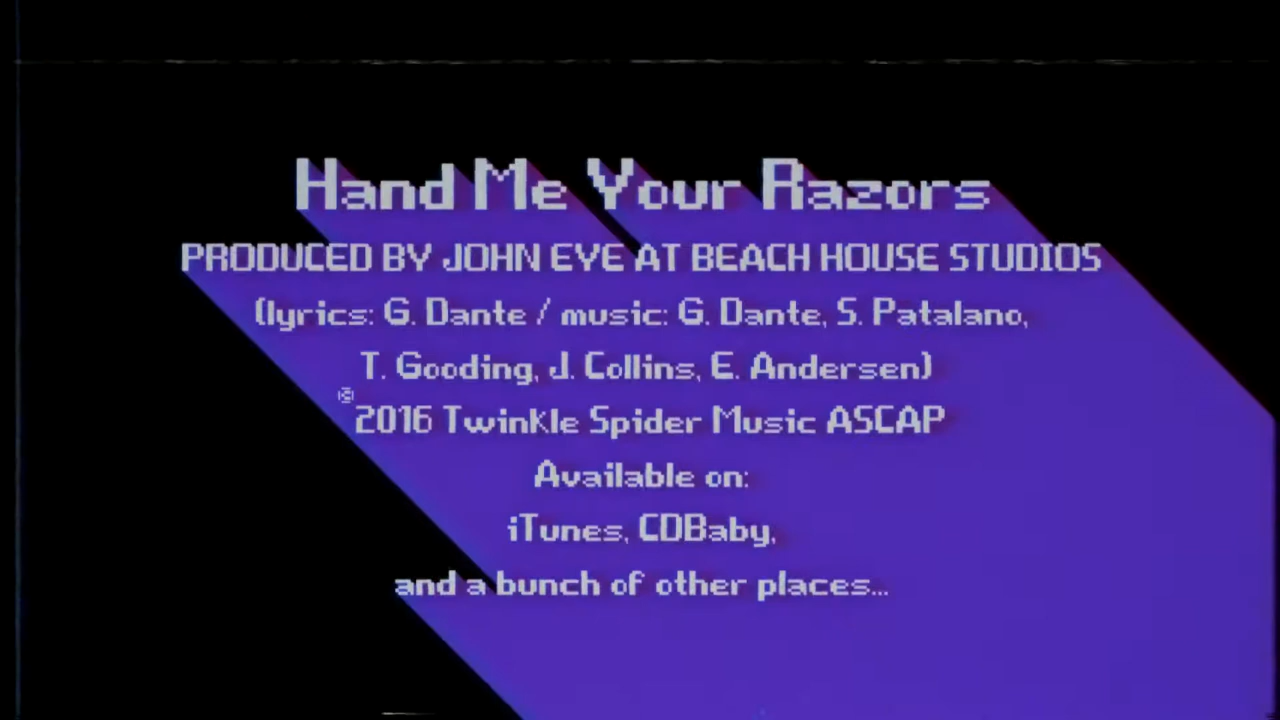 Hand Me Your Razors
PRODUCED BY JOHN EYE AT BEACH HOUSE STUDIOS
(lyrics: G. Dante / music: G. Dante, S. Patalano,
T. Gooding, J. Collins, E. Andersen)
©2016 Twinkle Spider Music ASCAP
Available on:
iTunes, CDBaby,
and a bunch of other places...